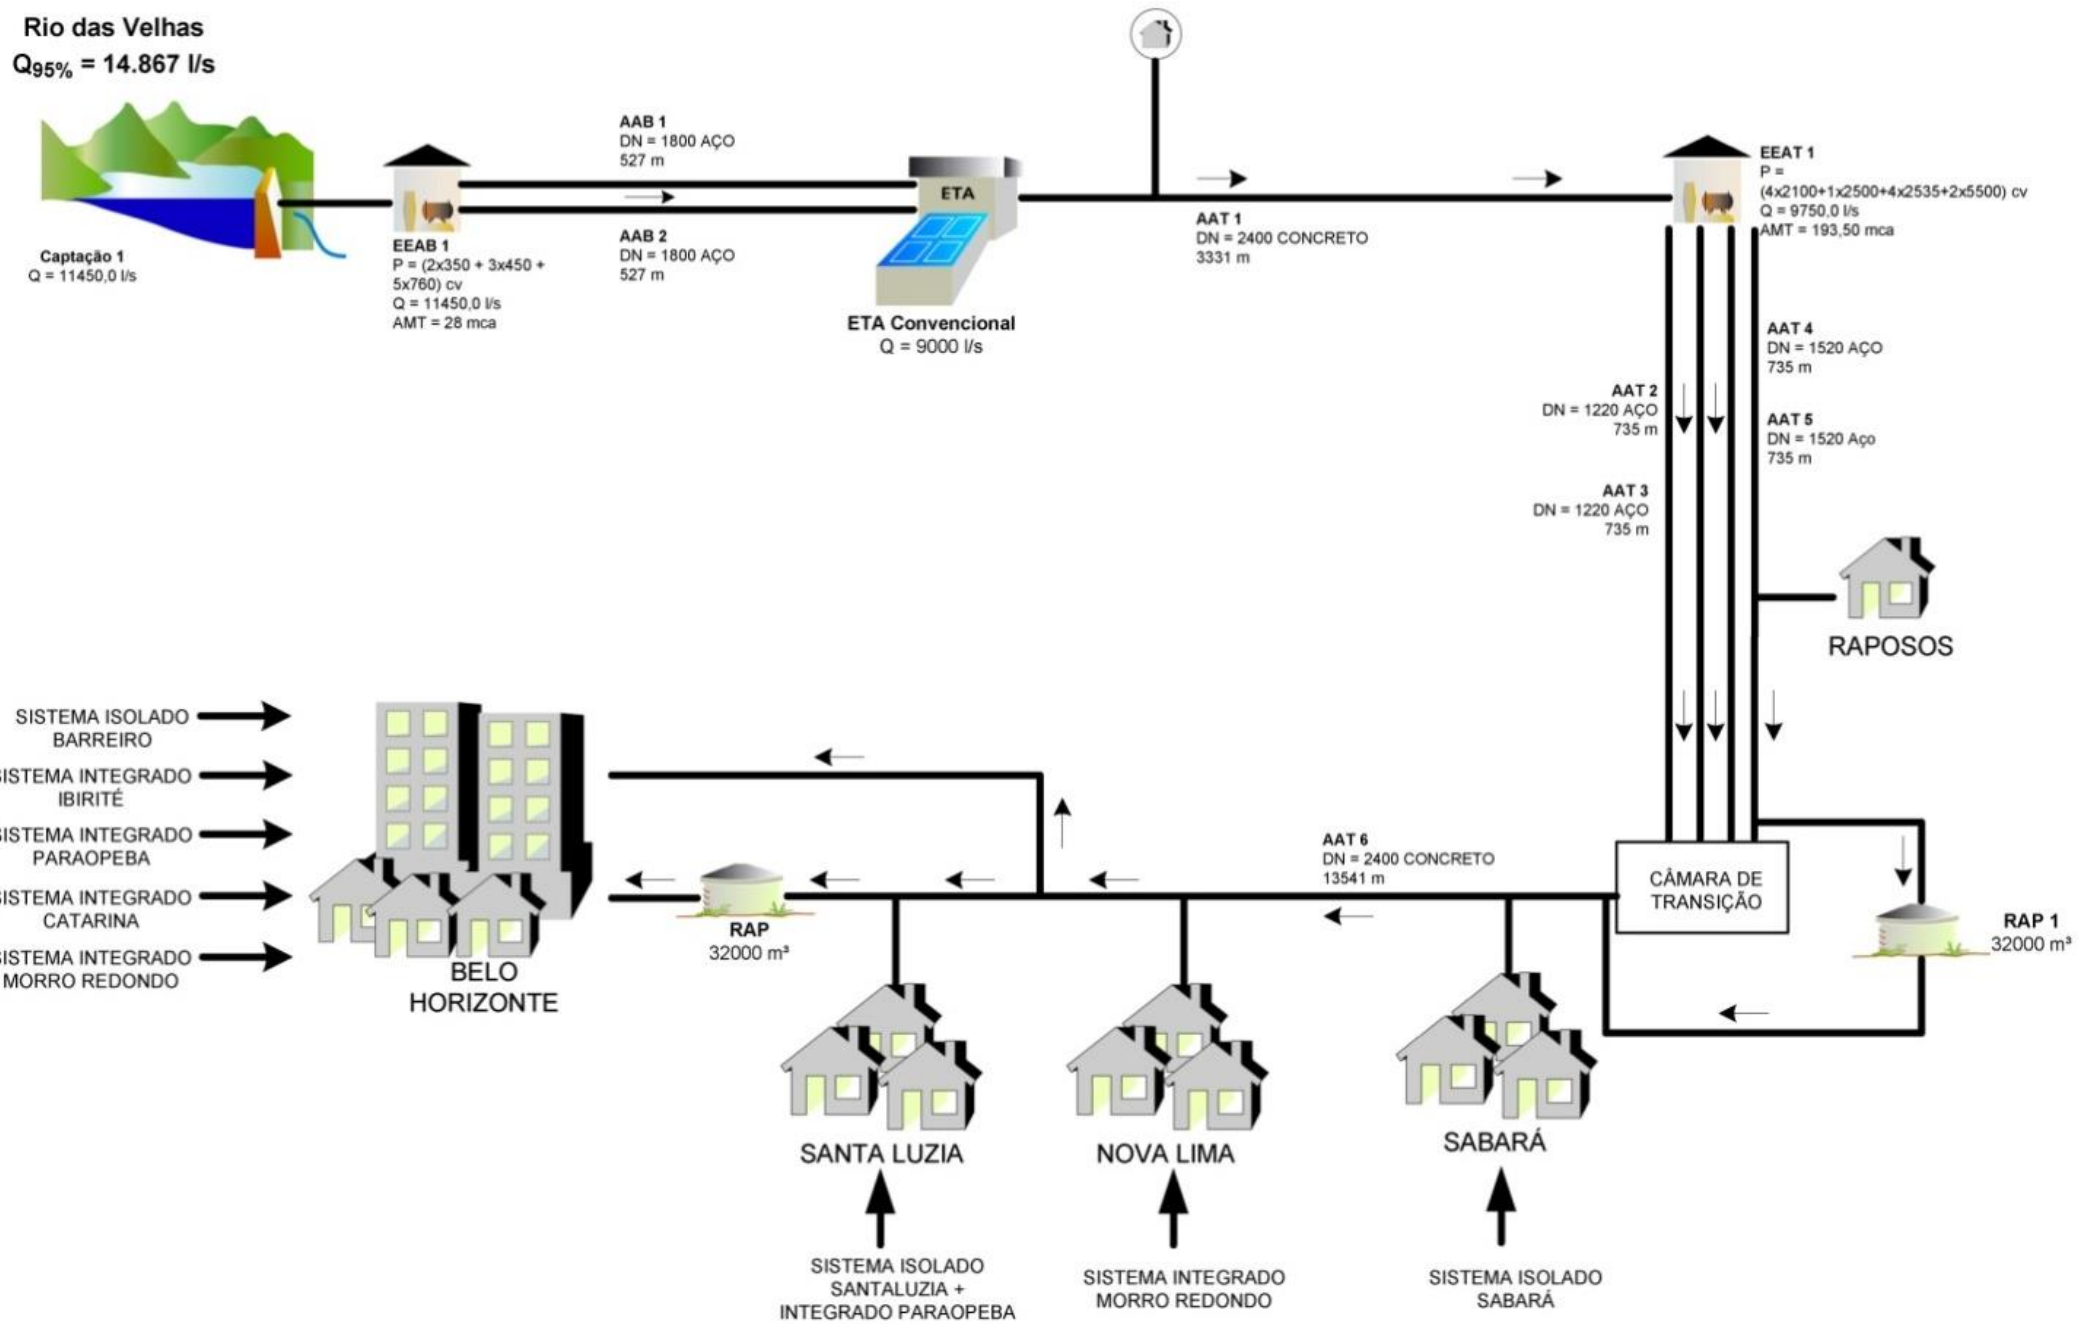 Rio das Velhas
Q95% = 14.867 l/s
Captação 1
Q = 11450,0 l/s
EEAB 1
P = (2x350 + 3x450 +
5x760) cv
Q = 11450,0 l/s
AMT = 28 mca
AAB 1
DN = 1800 AÇO
527 m
AAB 2
DN = 1800 AÇO
527 m
ETA
ETA Convencional
Q = 9000 l/s
AAT 1
DN = 2400 CONCRETO
3331 m
EEAT 1
P =
(4x2100+1x2500+4x2535+2x5500) cv
Q = 9750,0 l/s
AMT = 193,50 mca
AAT 4
DN = 1520 AÇO
735 m
AAT 2
DN = 1220 AÇO
735 m
AAT 5
DN = 1520 Aço
735 m
AAT 3
DN = 1220 AÇO
735 m
RAPOSOS
SISTEMA ISOLADO
BARREIRO
SISTEMA INTEGRADO
IBIRITÉ
SISTEMA INTEGRADO
PARAOPEBA
SISTEMA INTEGRADO
CATARINA
SISTEMA INTEGRADO
MORRO REDONDO
BELO
HORIZONTE
RAP
32000 m³
AAT 6
DN = 2400 CONCRETO
13541 m
CÂMARA DE
TRANSIÇÃO
RAP 1
32000 m³
SANTA LUZIA
NOVA LIMA
SABARÁ
SISTEMA ISOLADO
SANTALUZIA +
INTEGRADO PARAOPEBA
SISTEMA INTEGRADO
MORRO REDONDO
SISTEMA ISOLADO
SABARÁ